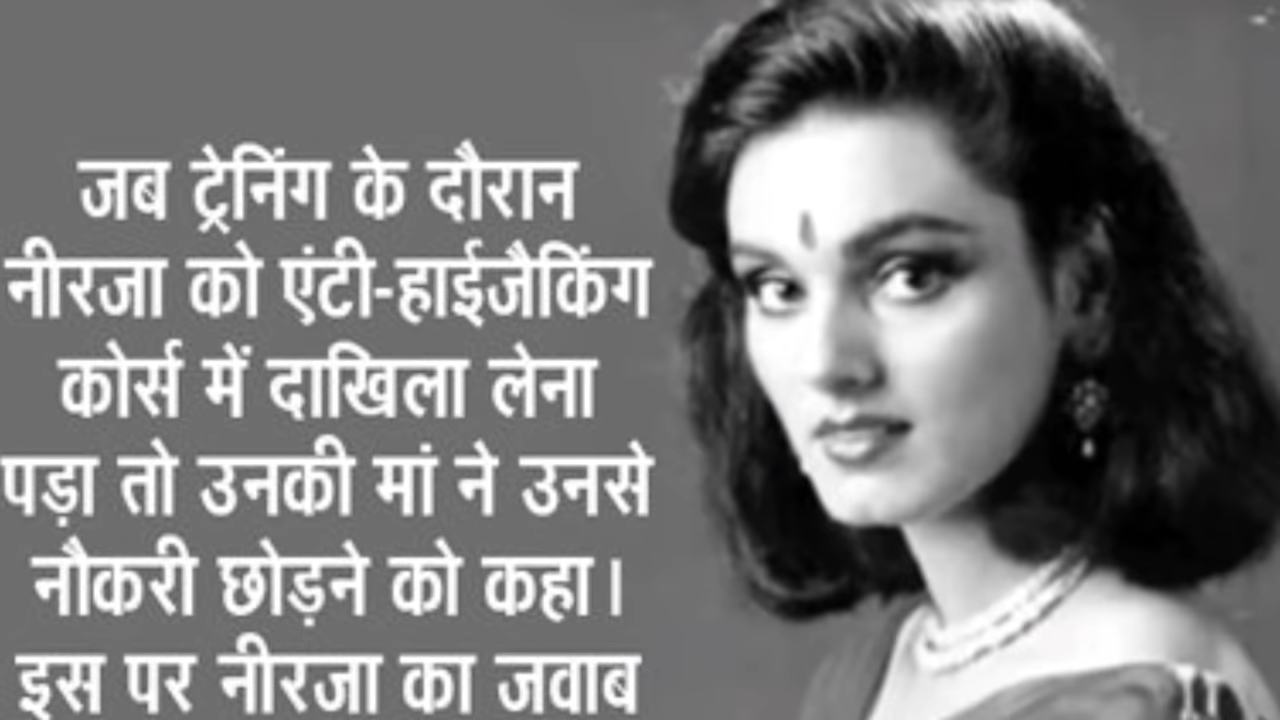 जब ट्रेनिंग के दौरान
नीरजा को एंटी-हाईजैकिंग
कोर्स में दाखिला लेना
पड़ा तो उनकी मां ने उनसे
नौकरी छोड़ने को कहा।
इस पर नीरजा का जवाब